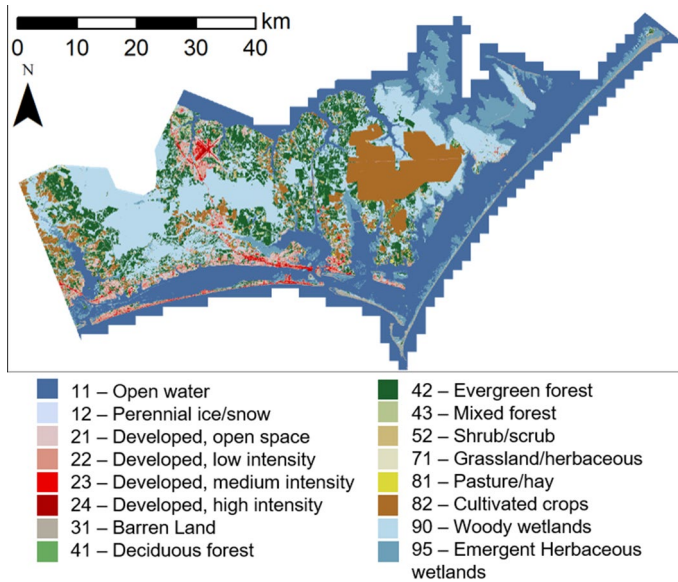 km
0 10 20 30 40
N
11 – Open water
12 – Perennial ice/snow
21 – Developed, open space
22 – Developed, low intensity
23 – Developed, medium intensity
24 – Developed, high intensity
31 – Barren Land
41 – Deciduous forest
42 – Evergreen forest
43 – Mixed forest
52 – Shrub/scrub
71 – Grassland/herbaceous
81 – Pasture/hay
82 – Cultivated crops
90 – Woody wetlands
95 – Emergent Herbaceous
wetlands